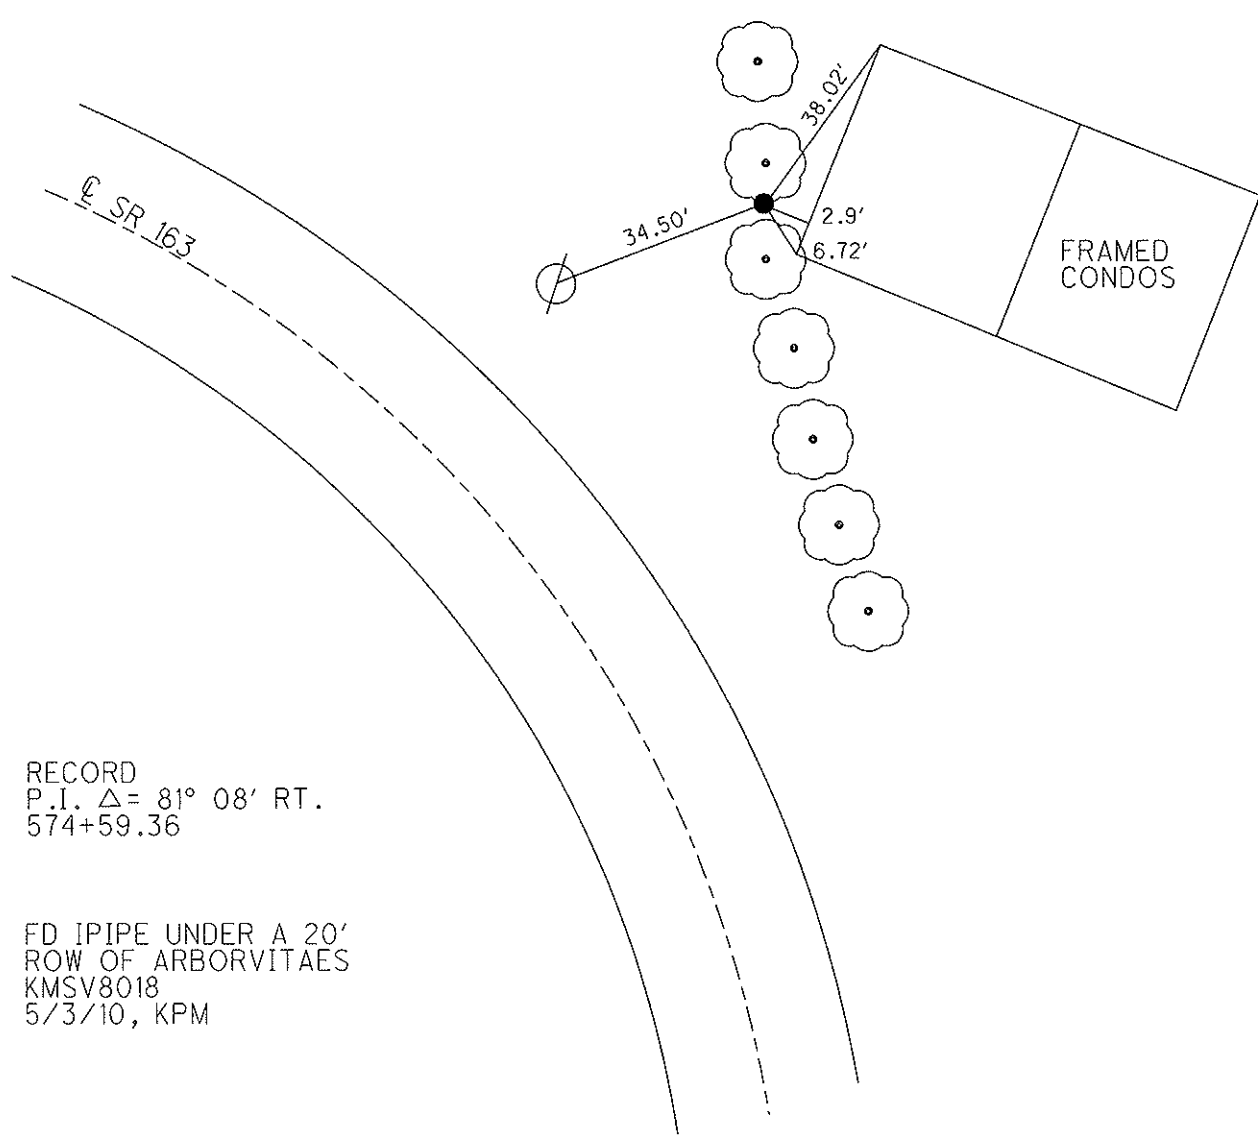 38.02'
℄ SR 163
34.50'
2.9'
6.72'
FRAMED
CONDOS
RECORD
P.I. △= 81° 08' RT.
574+59.36
FD IPIPE UNDER A 20'
ROW OF ARBORVITAES
KMSV8018
5/3/10, KPM